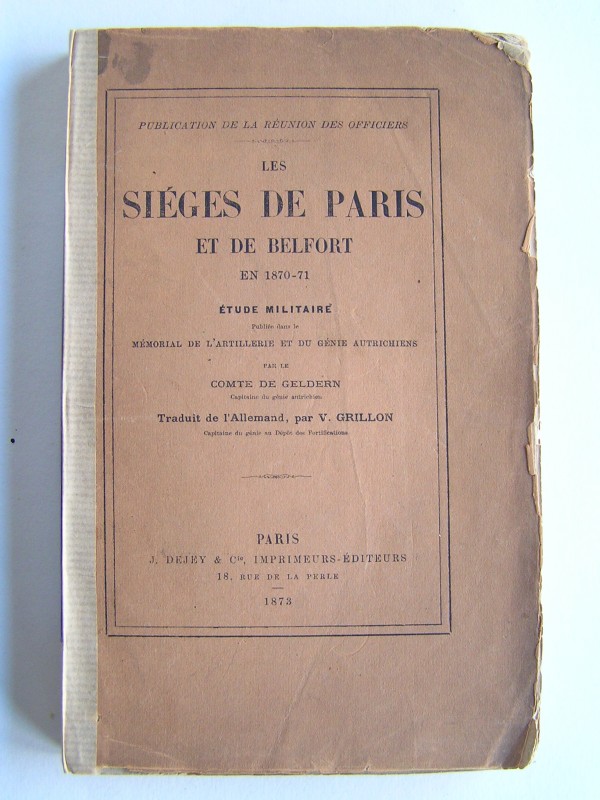 PUBLICATION DE LA RÉUNION DES OFFICIERS
LES
SIÉGES DE PARIS
ET DE BELFORT
EN 1870-71
ÉTUDE MILITAIRE
Publiée dans le
MÉMORIAL DE L'ARTILLERIE ET DU GÉNIE AUTRICHIENS
PAR LE
COMTE DE GELDERN
Capitaine du génie autrichien.
Traduit de l'Allemand, par V. GRILLON
Capitaine du génie au Dépôt des Fortifications.
PARIS
J. DEJEY & Cie, IMPRIMEURS-ÉDITEURS
18, RUE DE LA PERLE
1873